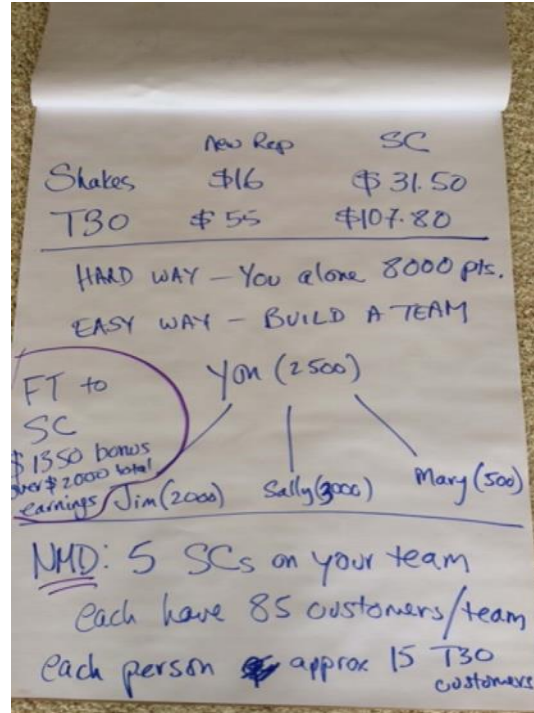 New Rep SC
Shakes $16 $31.50
T30 $55 $107.80
HARD WAY - You alone 8000 pts.
EASY WAY - BUILD A TEAM
You (2500)
FT to
SC
$1350 bonus
over $2000 total
earnings
Jim (2000) Sally (3000) Mary (500)
NMD: 5 SCs on your team
each have 85 customers/team
each person approx 15 T30
customers